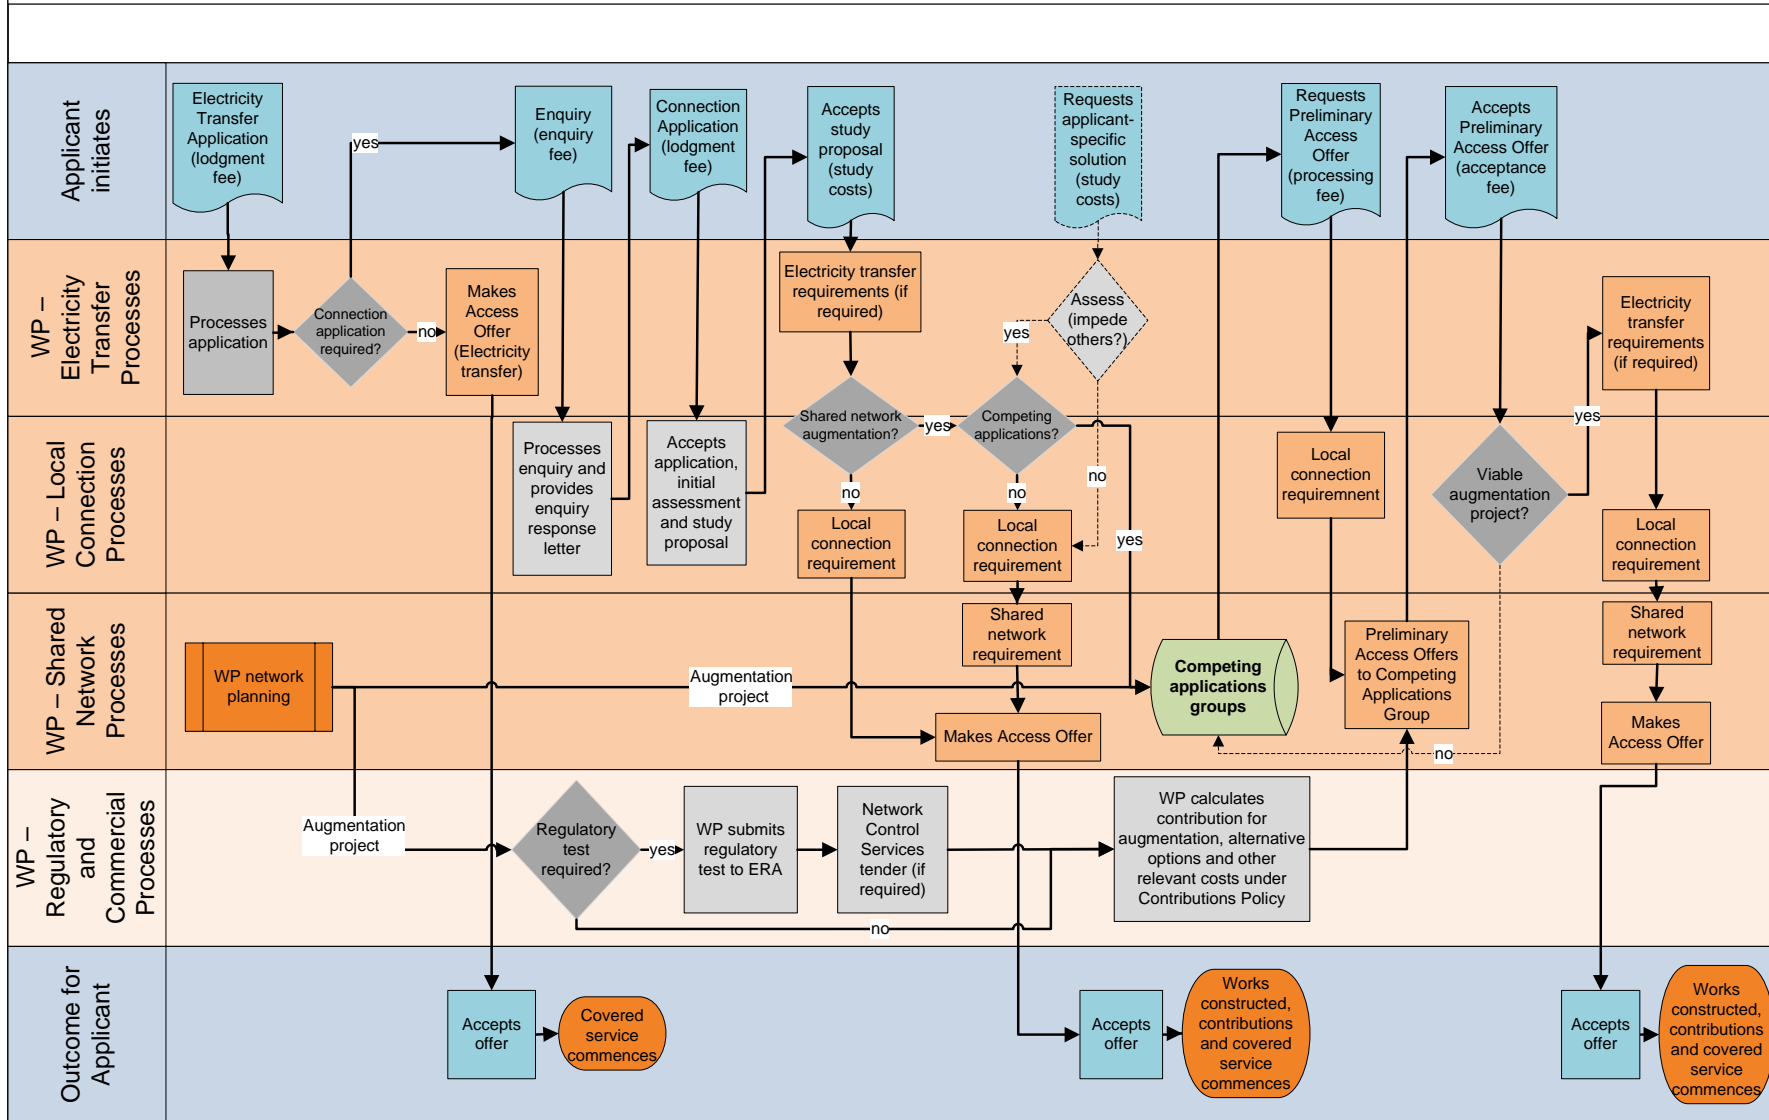 Applicant
initiates
Electricity
Transfer
Application
(lodgment
fee)
yes
Enquiry
(enquiry
fee)
Connection
Application
(lodgment
fee)
Accepts
study
proposal
(study
costs)
Requests
applicant-
specific
solution
(study
costs)
Requests
Preliminary
Access
Offer
(processing
fee)
Accepts
Preliminary
Access Offer
(acceptance
fee)
WP –
Electricity
Transfer
Processes
Processes
application
Connection
application
required?
no
Makes
Access
Offer
(Electricity
transfer)
Electricity transfer
requirements (if
required)
yes
Assess
(impede
others?)
Electricity
transfer
requirements
(if required)
WP – Local
Connection
Processes
Processes
enquiry and
provides
enquiry
response
letter
Accepts
application,
initial
assessment
and study
proposal
Shared network
augmentation?
yes
Competing
applications?
no
no
no
yes
Local
connection
requirement
Local
connection
requirement
Local
connection
requiremnent
Viable
augmentation
project?
yes
Local
connection
requirement
WP – Shared
Network
Processes
WP network
planning
Augmentation
project
Shared
network
requirement
Makes Access Offer
Competing
applications
groups
Preliminary
Access Offers
to Competing
Applications
Group
no
Shared
network
requirement
Makes
Access Offer
WP –
Regulatory
and
Commercial
Processes
Augmentation
project
Regulatory
test
required?
yes
WP submits
regulatory
test to ERA
Network
Control
Services
tender (if
required)
no
WP calculates
contribution for
augmentation, alternative
options and other
relevant costs under
Contributions Policy
Outcome for
Applicant
Accepts
offer
Covered
service
commences
Accepts
offer
Works
constructed,
contributions
and covered
service
commences
Accepts
offer
Works
constructed,
contributions
and covered
service
commences